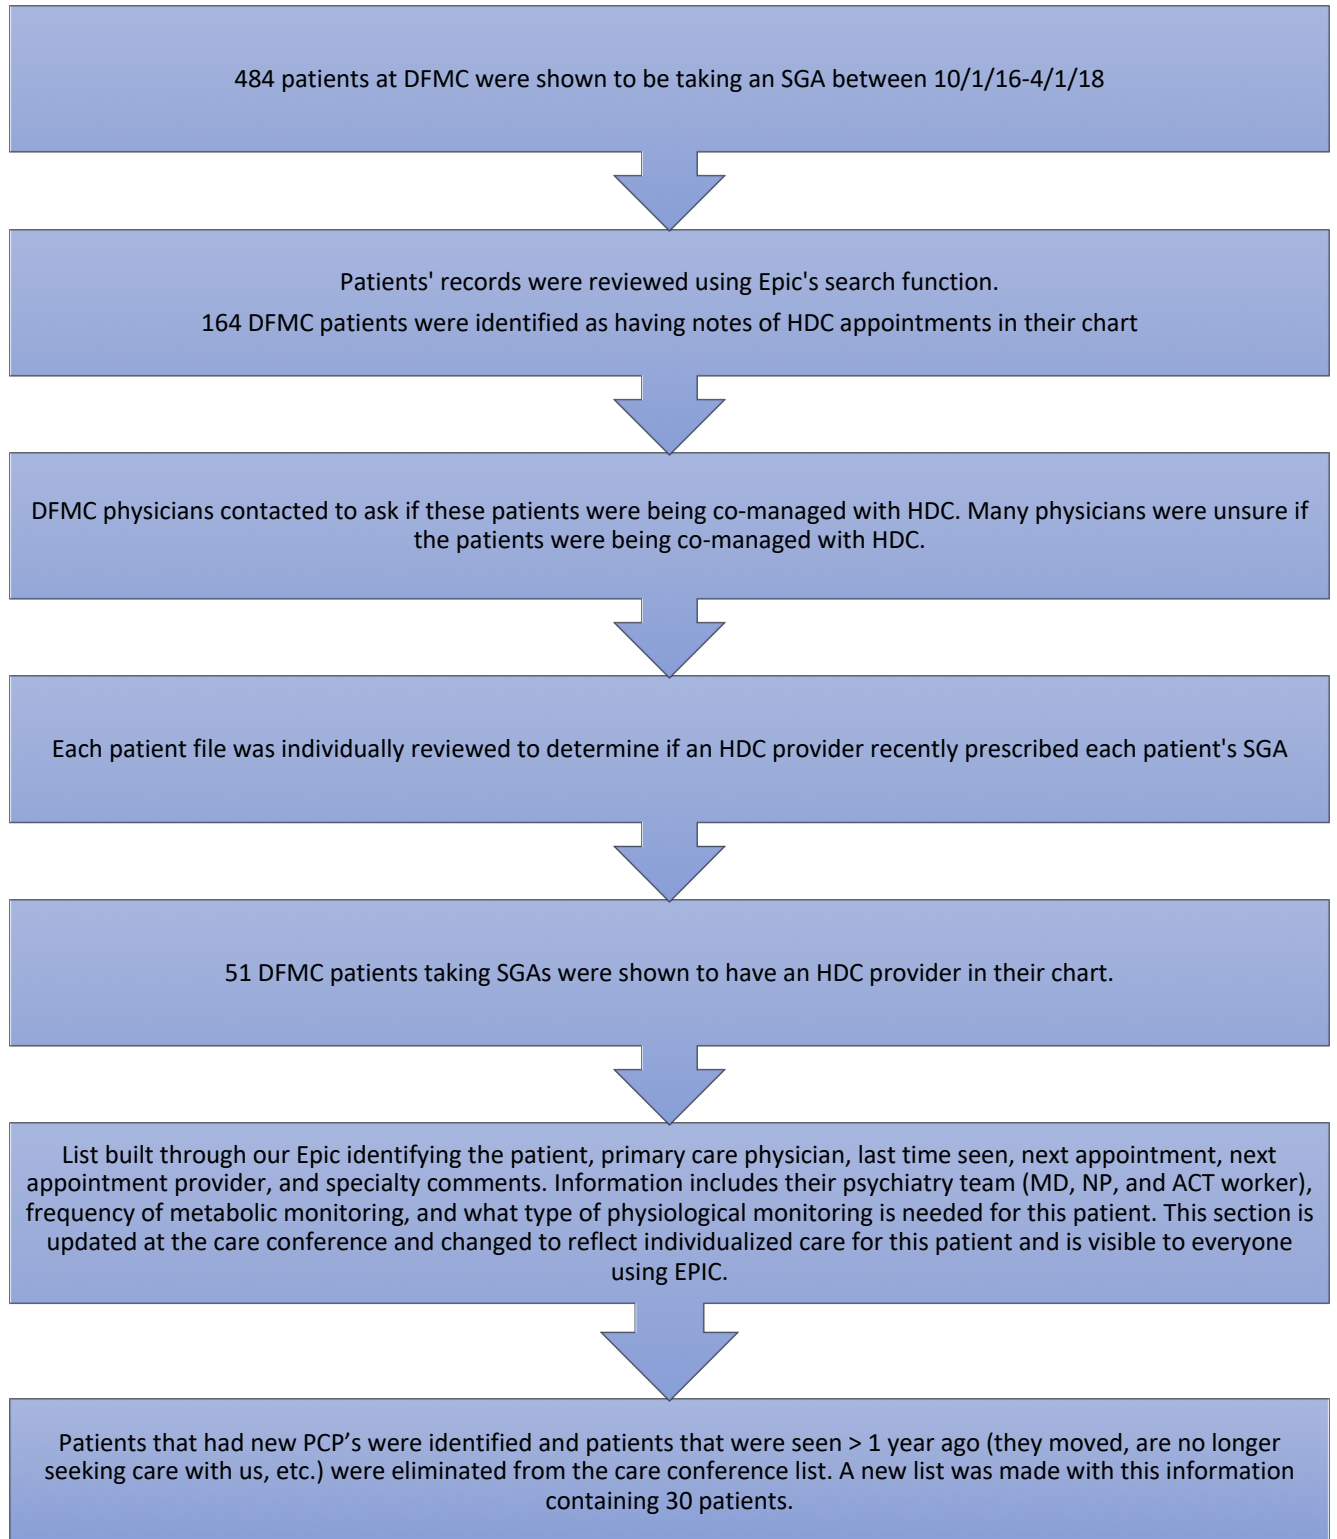 484 patients at DFMC were shown to be taking an SGA between 10/1/16-4/1/18
Patients' records were reviewed using Epic's search function.
164 DFMC patients were identified as having notes of HDC appointments in their chart
DFMC physicians contacted to ask if these patients were being co-managed with HDC. Many physicians were unsure if
the patients were being co-managed with HDC.
Each patient file was individually reviewed to determine if an HDC provider recently prescribed each patient's SGA
51 DFMC patients taking SGAs were shown to have an HDC provider in their chart.
List built through our Epic identifying the patient, primary care physician, last time seen, next appointment, next
appointment provider, and specialty comments. Information includes their psychiatry team (MD, NP, and ACT worker),
frequency of metabolic monitoring, and what type of physiological monitoring is needed for this patient. This section is
updated at the care conference and changed to reflect individualized care for this patient and is visible to everyone
using EPIC.
Patients that had new PCP’s were identified and patients that were seen > 1 year ago (they moved, are no longer
seeking care with us, etc.) were eliminated from the care conference list. A new list was made with this information
containing 30 patients.